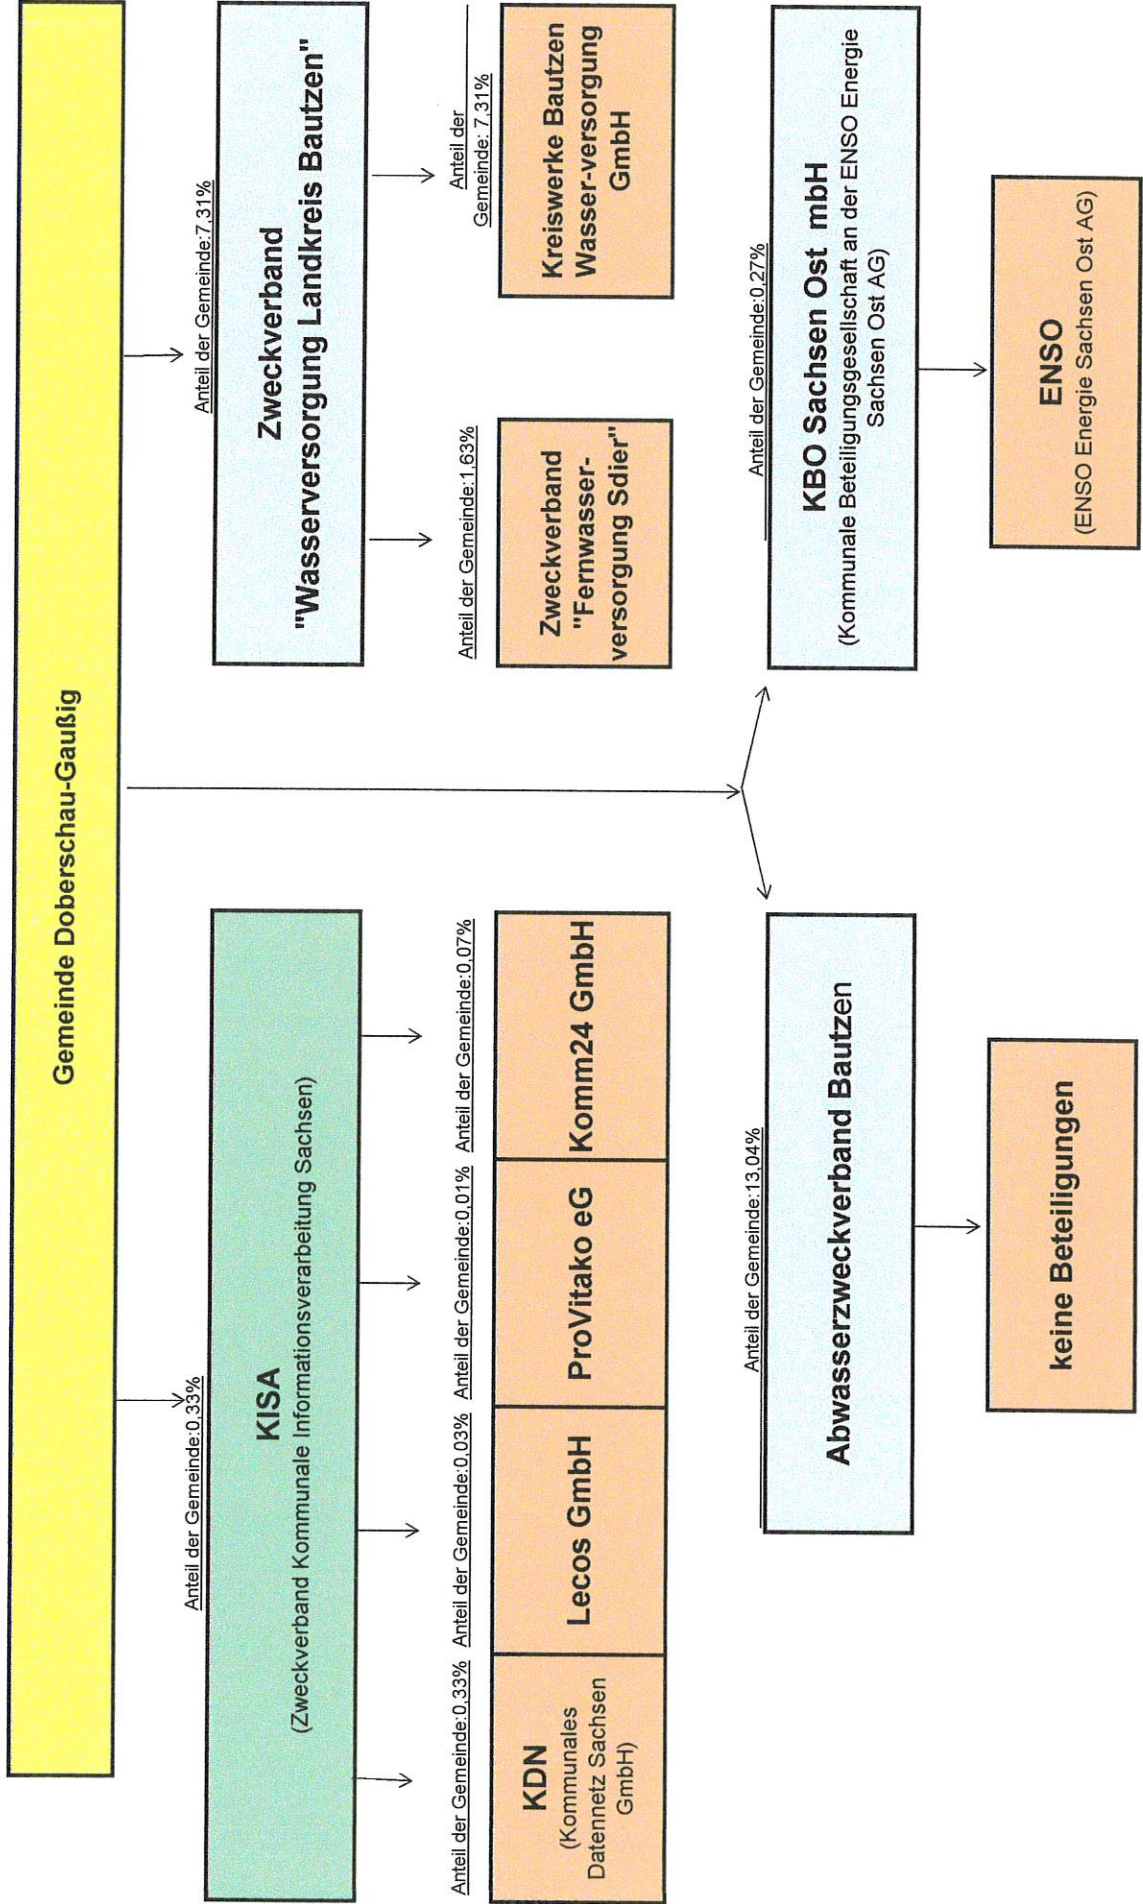 Gemeinde Doberschau-Gaußig
Anteil der Gemeinde:0,33%
KISA
(Zweckverband Kommunale Informationsverarbeitung Sachsen)
Anteil der Gemeinde:0,33%
Anteil der Gemeinde:0,03%
Anteil der Gemeinde:0,01%
Anteil der Gemeinde:0,07%
KDN
(Kommunales
Datennetz Sachsen
GmbH)
Lecos GmbH
ProVitako eG
Komm24 GmbH
Anteil der Gemeinde:7,31%
Zweckverband
"Wasserversorgung Landkreis Bautzen"
Anteil der Gemeinde:1,63%
Zweckverband
"Fernwasser-
versorgung Sdier"
Anteil der
Gemeinde: 7,31%
Kreiswerke Bautzen
Wasser-versorgung
GmbH
Anteil der Gemeinde:13,04%
Abwasserzweckverband Bautzen
keine Beteiligungen
Anteil der Gemeinde:0,27%
KBO Sachsen Ost mbH
(Kommunale Beteiligungsgesellschaft an der ENSO Energie
Sachsen Ost AG)
ENSO
(ENSO Energie Sachsen Ost AG)